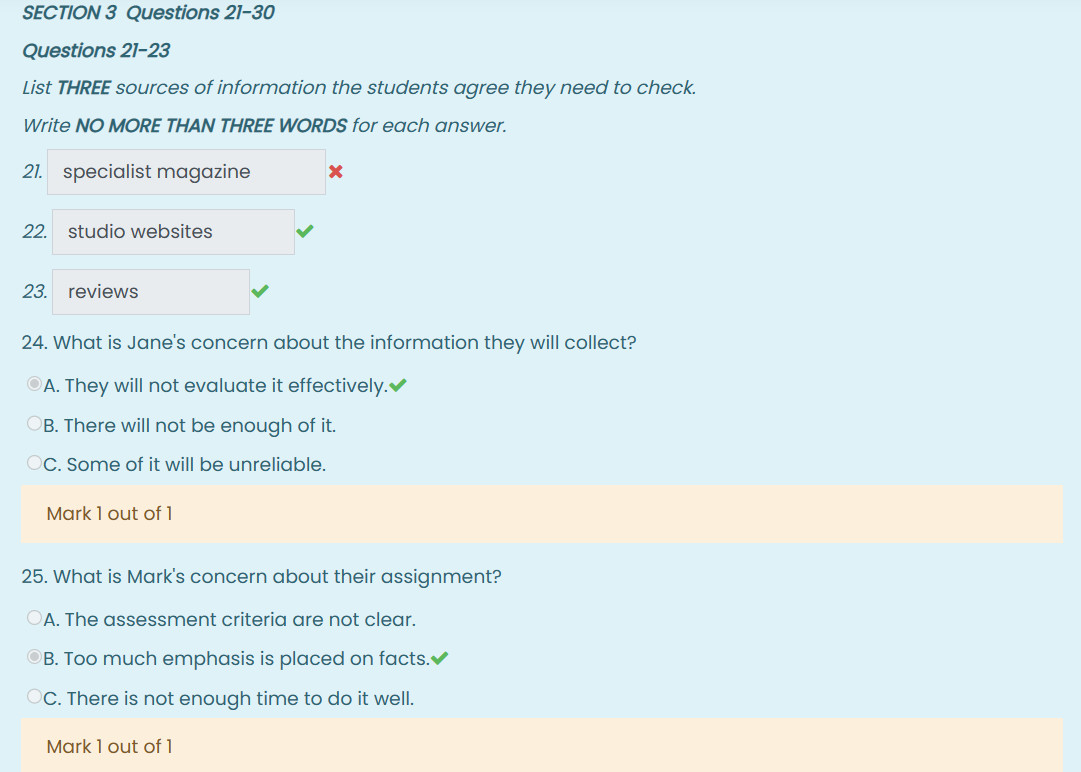 SECTION 3 Questions 21-30
Questions 21-23
List THREE sources of information the students agree they need to check.
Write NO MORE THAN THREE WORDS for each answer.
21. specialist magazine
22. studio websites
23. reviews
24. What is Jane's concern about the information they will collect?
A. They will not evaluate it effectively.
B. There will not be enough of it.
C. Some of it will be unreliable.
Mark 1 out of 1
25. What is Mark's concern about their assignment?
A. The assessment criteria are not clear.
B. Too much emphasis is placed on facts.
C. There is not enough time to do it well.
Mark 1 out of 1